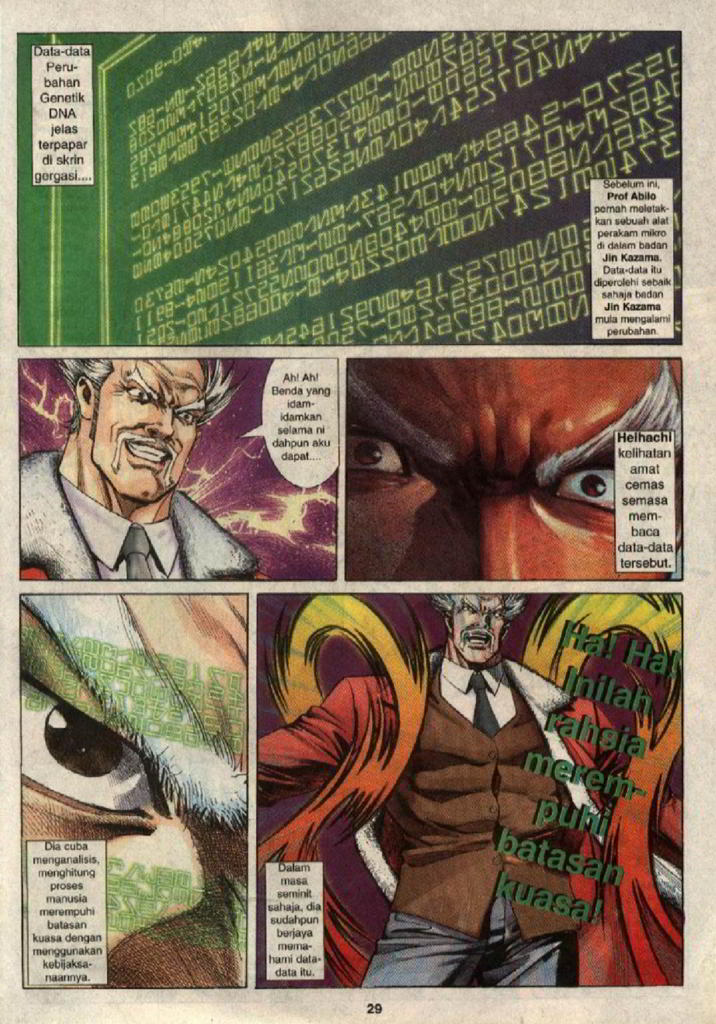 Data-data
Peru-
bahan
Genetik
DNA
jelas
terpapar
di skrin
gergasi....
Sebelum ini,
Prof Abilo
pernah meletak-
kan sebuah alat
perakam mikro
di dalam badan
Jin Kazama.
Data-data itu
diperolehi sebaik
sahaja badan
Jin Kazama
mula mengalami
perubahan.
Ah! Ah!
Benda yang
idam-
idamkan
selama ni
dahpun aku
dapat....
Heihachi
kelihatan
amat
cemas
semasa
mem-
baca
data-data
tersebut.
Dia cuba
menganalisis,
menghitung
proses
manusia
merempuhi
batasan
kuasa dengan
menggunakan
kebijaksa-
naannya.
Dalam
masa
seminit
sahaja, dia
sudahpun
berjaya
mema-
hami data-
data itu.
Ha! Ha!
Inilah
rahsia
merem-
puhi
batasan
kuasa!
29